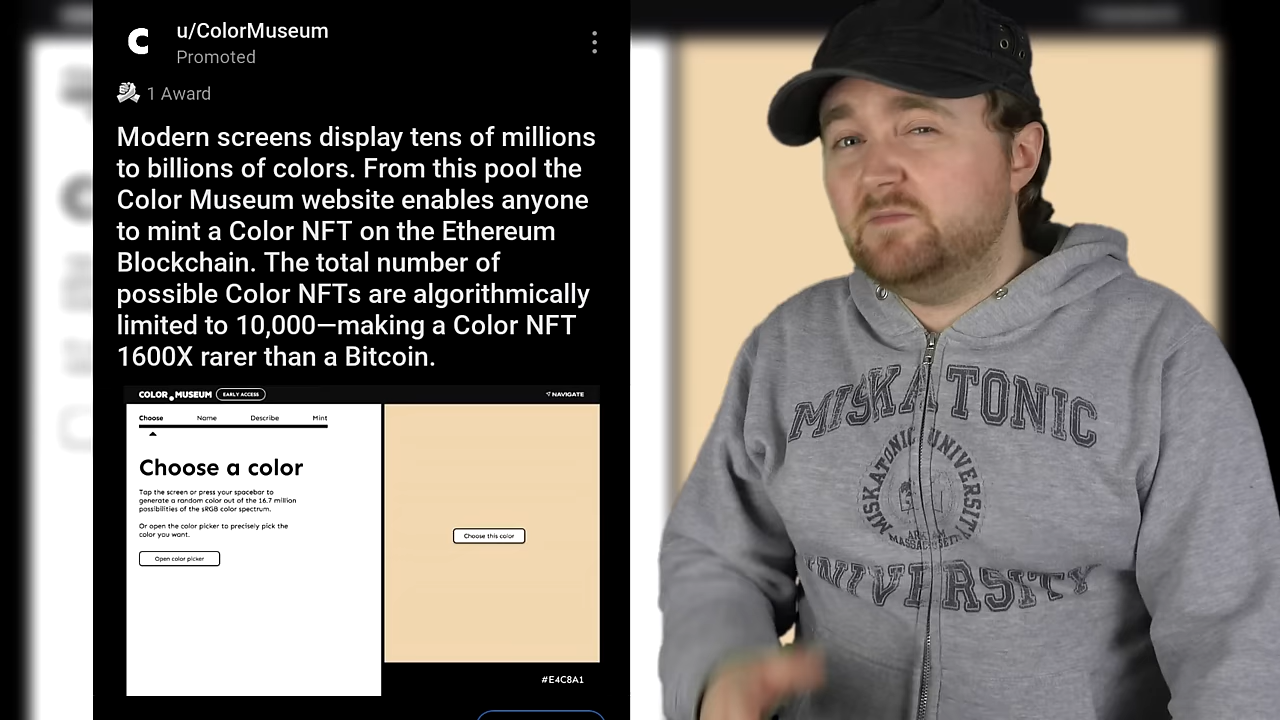 u/ColorMuseum
Promoted
1 Award
Modern screens display tens of millions
to billions of colors. From this pool the
Color Museum website enables anyone
to mint a Color NFT on the Ethereum
Blockchain. The total number of
possible Color NFTs are algorithmically
limited to 10,000—making a Color NFT
1600X rarer than a Bitcoin.
COLOR MUSEUM EARLY ACCESS NAVIGATE
Choose Name Describe Mint
Choose a color
Tap the screen or press your spacebar to
generate a random color out of the 16.7 million
possibilities of the sRGB color spectrum.
Or open the color picker to precisely pick the
color you want.
Open color picker
Choose this color
#E4C8A1
MISKATONIC
MISKATONIC UNIVERSITY
UNIVERSITY